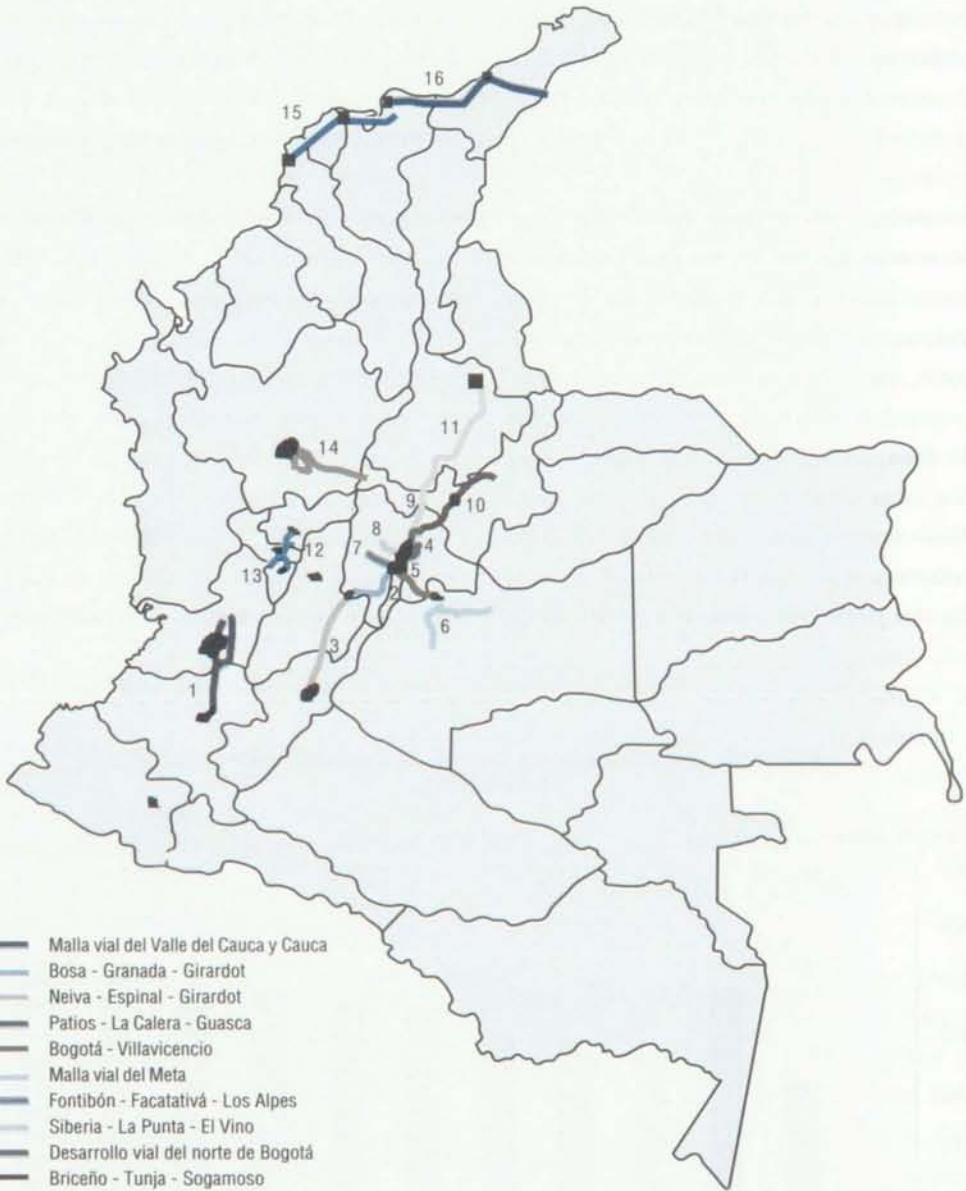 16
15
11
14
9
10
8
7
4
12
5
13
2
6
3
1
Malla vial del Valle del Cauca y Cauca
Bosa - Granada - Girardot
Neiva - Espinal - Girardot
Patios - La Calera - Guasca
Bogotá - Villavicencio
Malla vial del Meta
Fontibón - Facatativá - Los Alpes
Siberia - La Punta - El Vino
Desarrollo vial del norte de Bogotá
Briceño - Tunja - Sogamoso